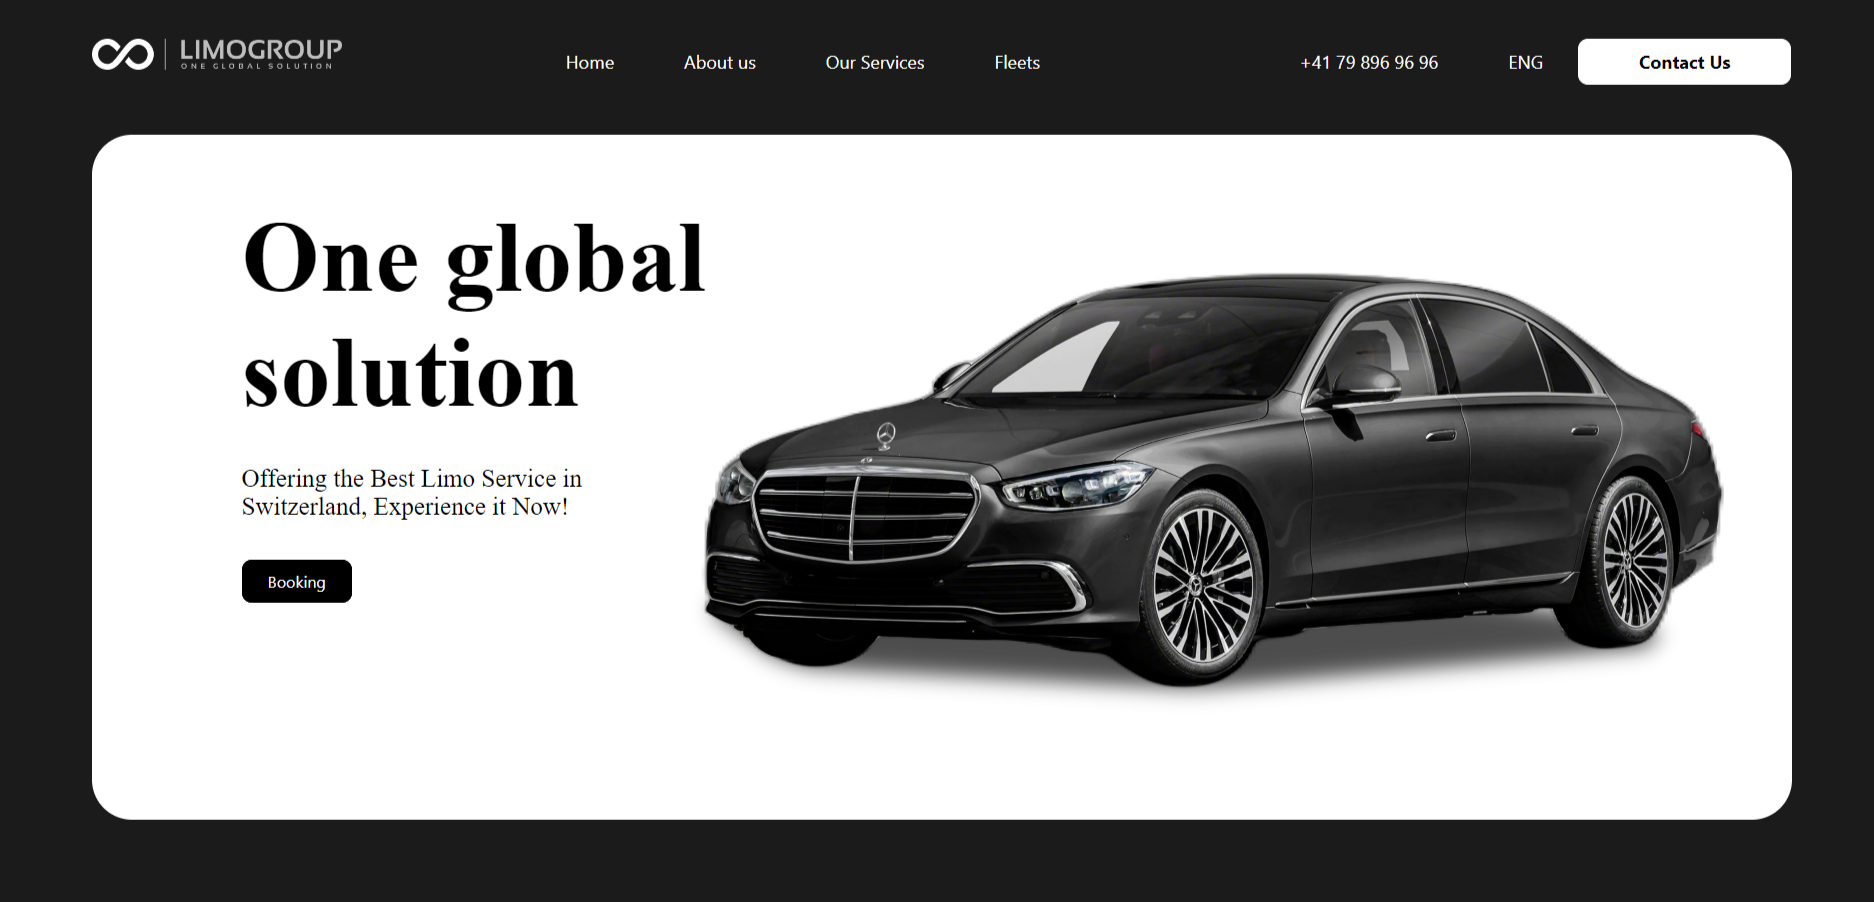 LIMOGROUP
ONE GLOBAL SOLUTION
Home
About us
Our Services
Fleets
+41 79 896 96 96
ENG
Contact Us
One global
solution
Offering the Best Limo Service in
Switzerland, Experience it Now!
Booking